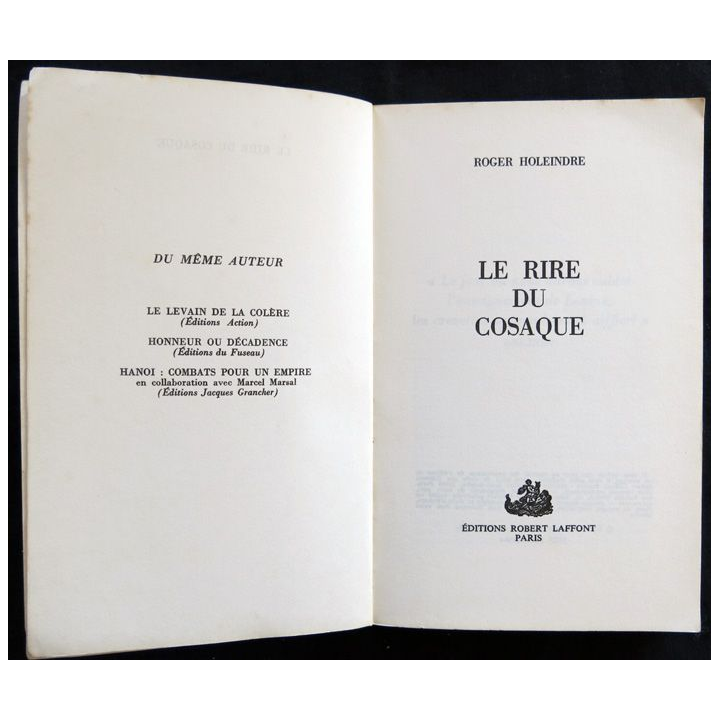 DU MÊME AUTEUR
LE LEVAIN DE LA COLÈRE
(Éditions Action)
HONNEUR OU DÉCADENCE
(Éditions du Fuseau)
HANOI : COMBATS POUR UN EMPIRE
en collaboration avec Marcel Marsal
(Éditions Jacques Grancher)
ROGER HOLEINDRE
LE RIRE
DU
COSAQUE
ÉDITIONS ROBERT LAFFONT
PARIS